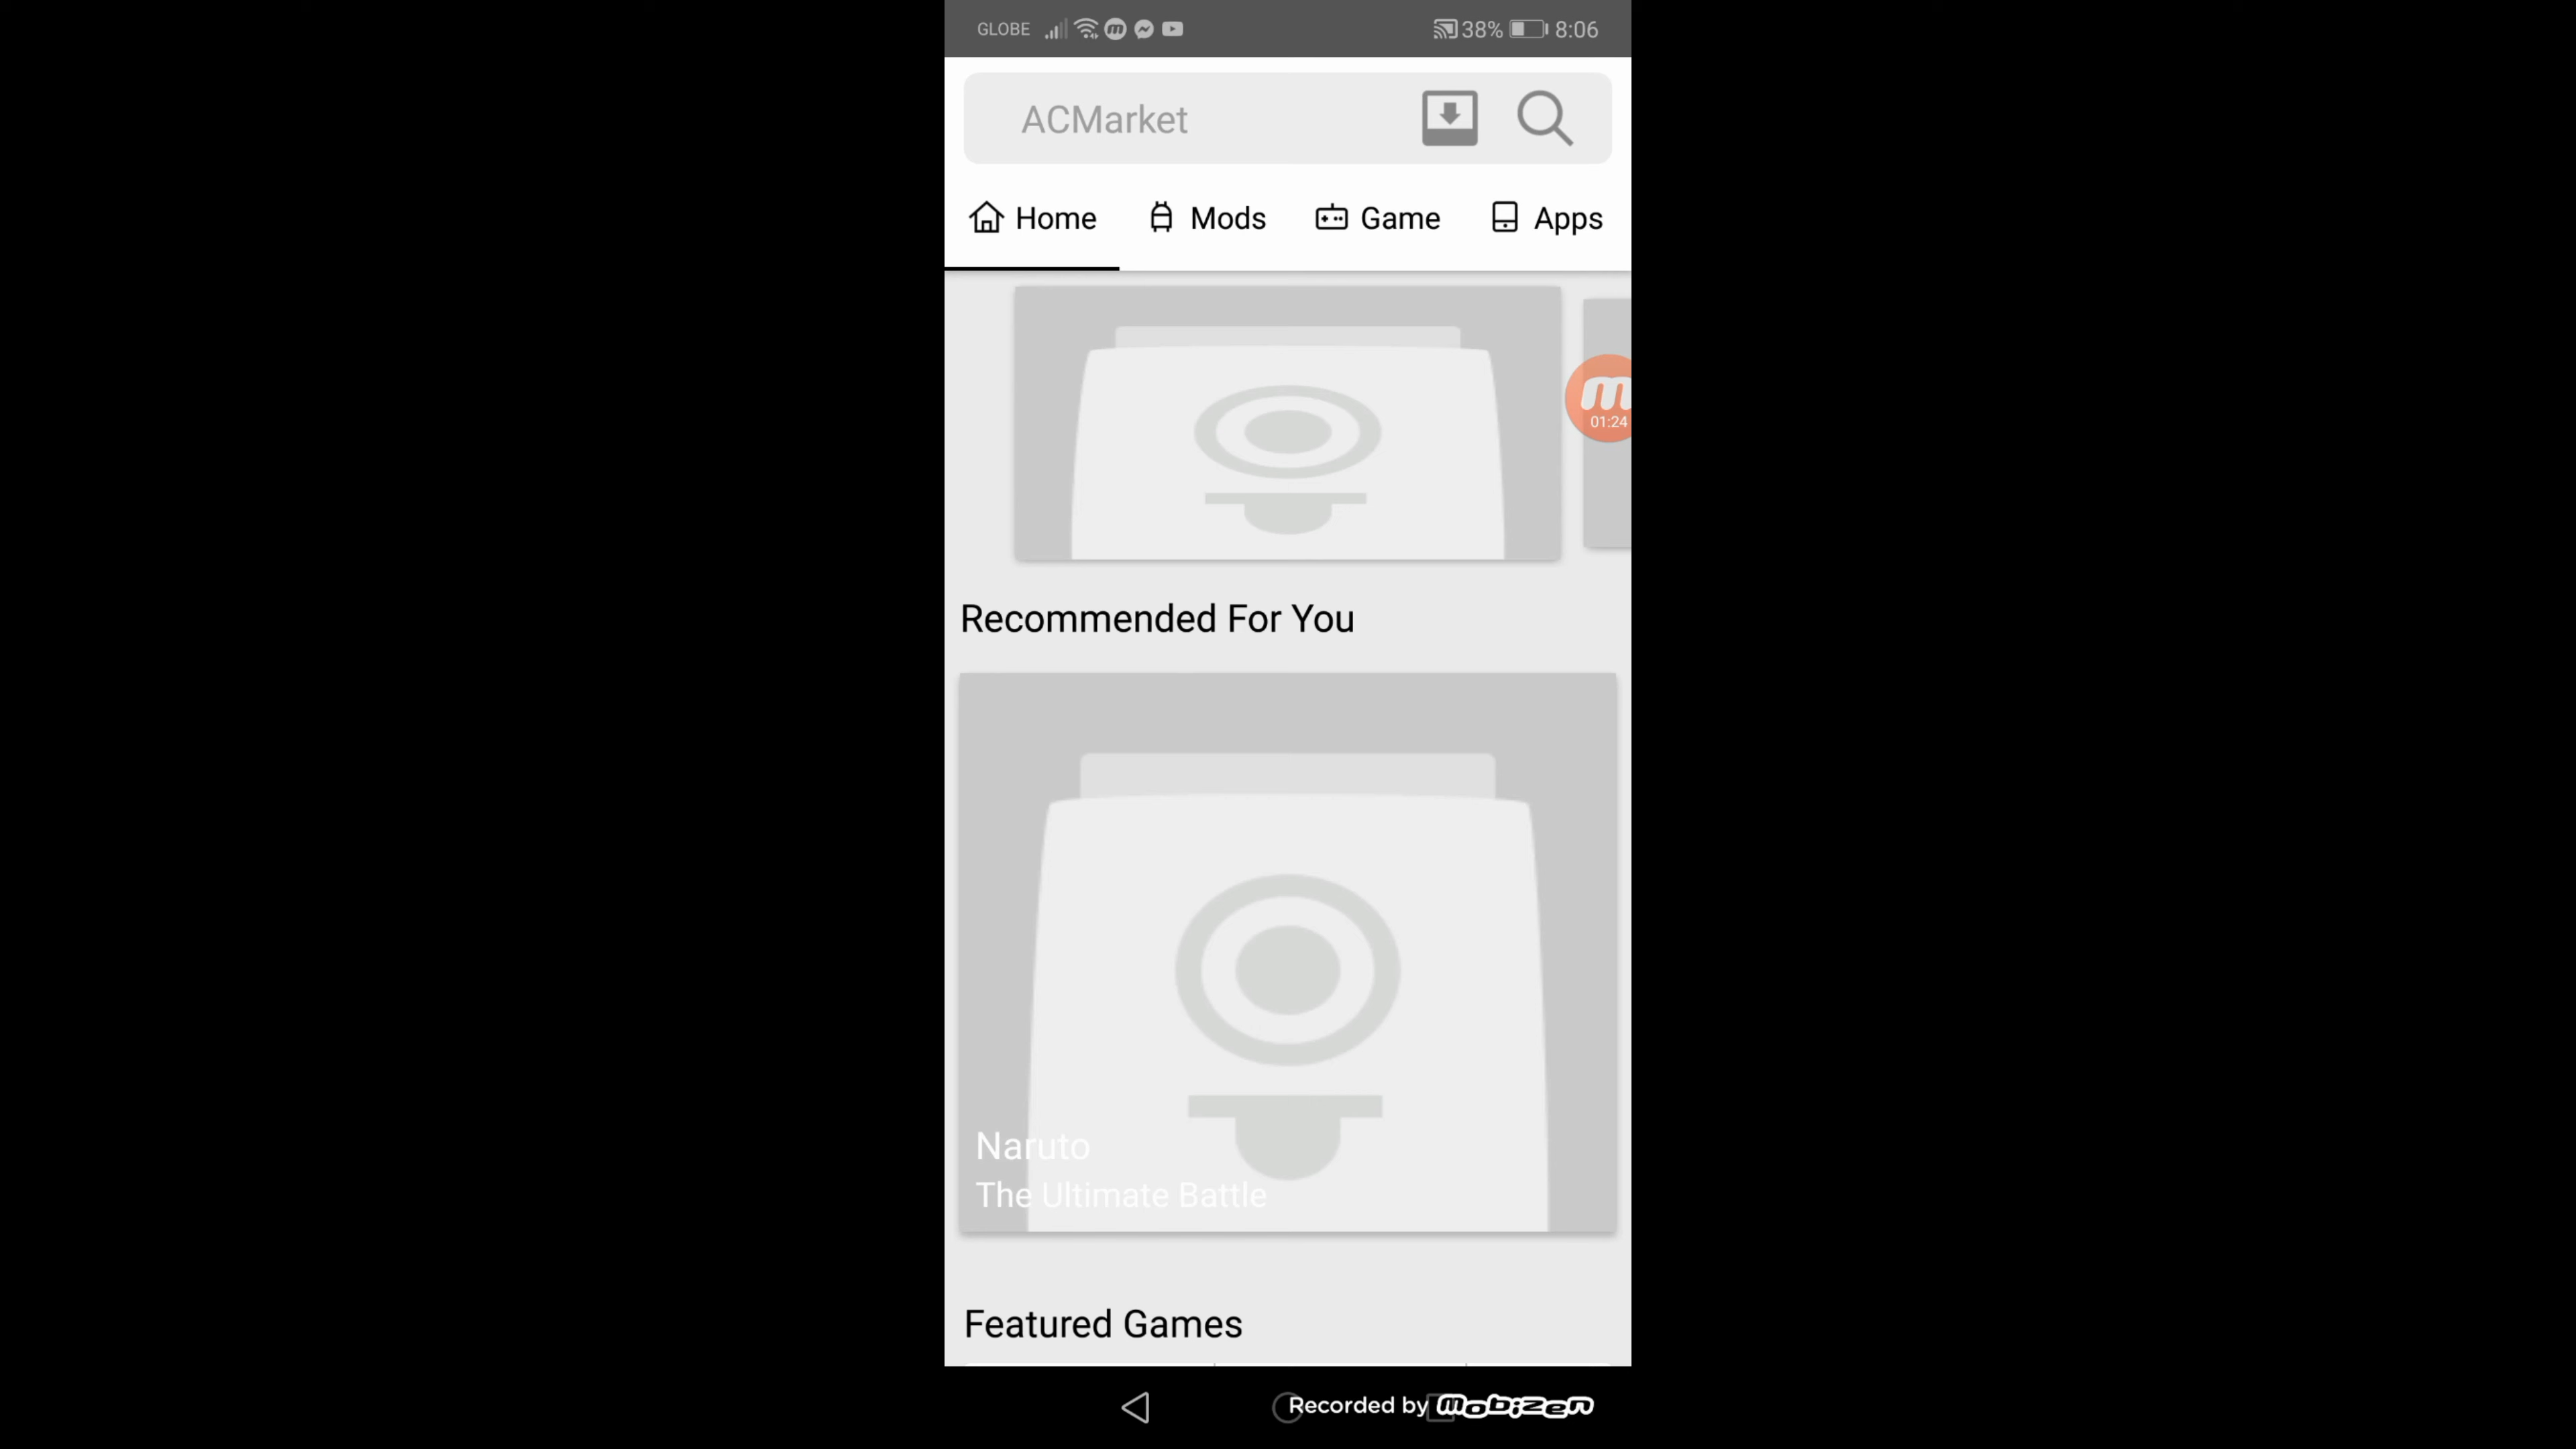 GLOBE 38% 8:06
ACMarket
Home Mods Game Apps
m
01:24
Recommended For You
Naruto
The Ultimate Battle
Featured Games
Recorded by Mobizen